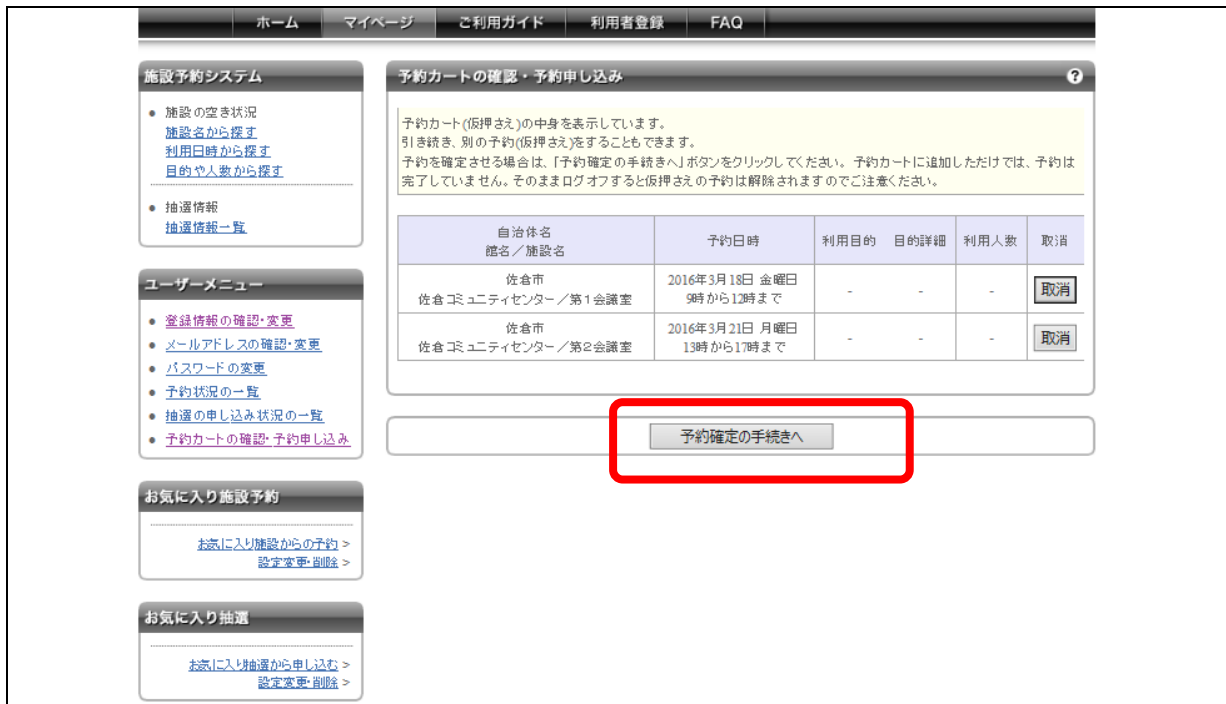 ホーム マイページ ご利用ガイド 利用者登録 FAQ
施設予約システム
● 施設の空き状況
施設名から探す
利用日時から探す
目的や人数から探す
● 抽選情報
抽選情報一覧
ユーザーメニュー
● 登録情報の確認・変更
● メールアドレスの確認・変更
● パスワードの変更
● 予約状況の一覧
● 抽選の申し込み状況の一覧
● 予約カートの確認・予約申し込み
お気に入り施設予約
お気に入り施設からの予約 >
設定変更・削除 >
お気に入り抽選
お気に入り抽選から申し込む >
設定変更・削除 >
予約カートの確認・予約申し込み ?
予約カート(仮押さえ)の中身を表示しています。
引き続き、別の予約(仮押さえ)をすることもできます。
予約を確定させる場合は、「予約確定の手続きへ」ボタンをクリックしてください。予約カートに追加しただけでは、予約は
完了していません。そのままログオフすると仮押さえの予約は解除されますのでご注意ください。
自治体名
館名／施設名 予約日時 利用目的 目的詳細 利用人数 取消
佐倉市 2016年3月18日 金曜日
佐倉コミュニティセンター／第1会議室 9時から12時まで - - - 取消
佐倉市 2016年3月21日 月曜日
佐倉コミュニティセンター／第2会議室 13時から17時まで - - - 取消
予約確定の手続きへ